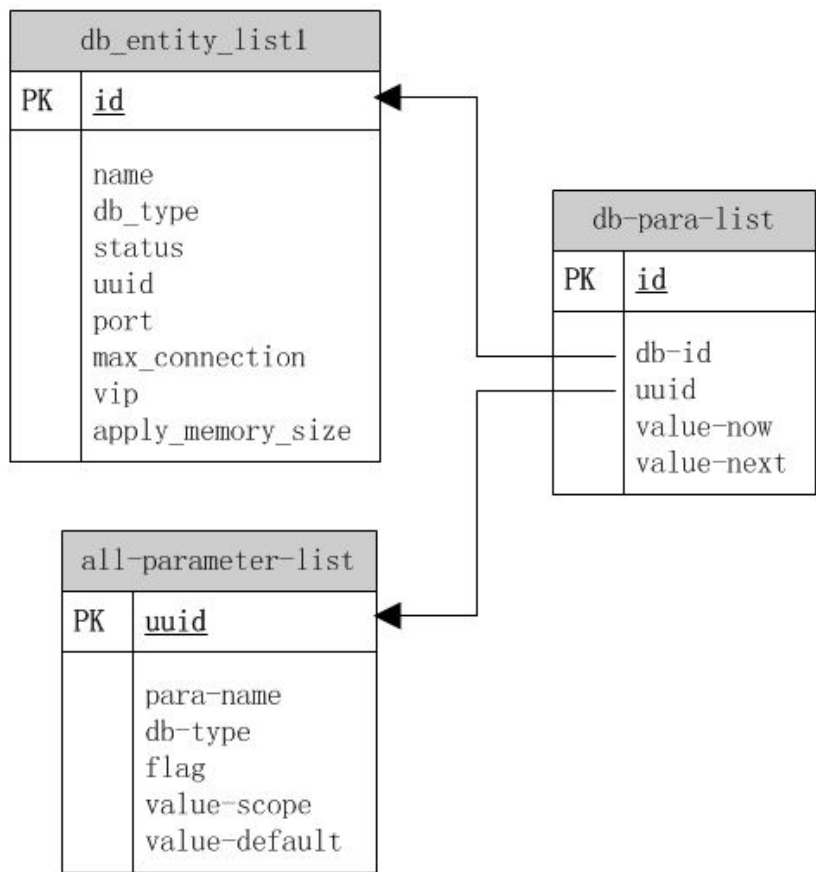 db_entity_list1
PK id
name
db_type
status
uuid
port
max_connection
vip
apply_memory_size
db-para-list
PK id
db-id
uuid
value-now
value-next
all-parameter-list
PK uuid
para-name
db-type
flag
value-scope
value-default